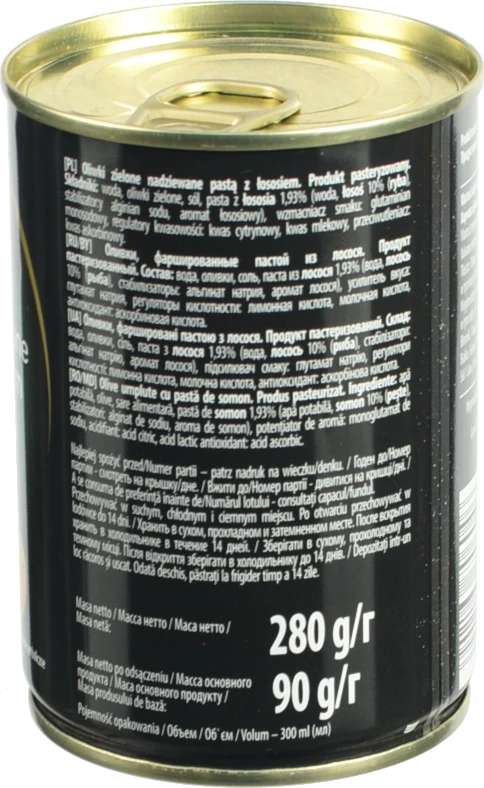 [PL] Oliwki zielone nadziewane pastą z łososiem. Produkt pasteryzowany.
Składniki: woda, oliwki zielone, sól, pasta z łososia 1,93% (woda, łosoś 10% (ryba),
stabilizatory: alginian sodu, aromat łososiowy), wzmacniacz smaku: glutaminian
monosodowy, regulatory kwasowości: kwas cytrynowy, kwas mlekowy, przeciwutleniacz:
kwas askorbinowy.
[RU/BY] Оливки, фаршированные пастой из лосося. Продукт
пастеризованный. Состав: вода, оливки, соль, паста из лосося 1,93% (вода, лосось
10% (рыба), стабилизаторы: альгинат натрия, аромат лосося), усилитель вкуса:
глутамат натрия, регуляторы кислотности: лимонная кислота, молочная кислота,
антиоксидант: аскорбиновая кислота.
[UA] Оливки, фаршировані пастою з лосося. Продукт пастеризований. Склад:
вода, оливки, сіль, паста з лосося 1,93% (вода, лосось 10% (риба), стабілізатори:
альгінат натрію, аромат лосося), підсилювач смаку: глутамат натрію, регулятори
кислотності: лимонна кислота, молочна кислота, антиоксидант: аскорбінова кислота.
[RO/MD] Olive umplute cu pastă de somon. Produs pasteurizat. Ingrediente: apă
potabilă, olive, sare alimentară, pastă de somon 1,93% (apă potabilă, somon 10% (pește),
stabilizatori: alginat de sodiu, aroma de somon), potențiator de aromă: monoglutamat de
sodiu, acidifianți: acid citric, acid lactic antioxidant: acid ascorbic.
Najlepiej spożyć przed/Numer partii – patrz nadruk na wieczku/denku. / Годен до/Номер
партии - смотреть на крышку/дне. / Вжити до/Номер партії - дивитися на кришці/дні. /
A se consuma de preferință inainte de/Numărul lotului - consultați capacul/fundul.
Przechowywać w suchym, chłodnym i ciemnym miejscu. Po otwarciu przechowywać w
lodówce do 14 dni. / Хранить в сухом, прохладном и затемненном месте. После вскрытия
хранить в холодильнике в течение 14 дней. / Зберігати в сухому, прохолодному та
темному місці. Після відкриття зберігати в холодильнику до 14 днів. / Depozitați într-un
loc răcoros și uscat. Odată deschis, păstrați la frigider timp a 14 zile.
Masa netto / Масса нетто / Маса нетто /
Masa netă:
280 g/г
Masa netto po odsączeniu / Масса основного
продукта / Маса основного продукту /
Masa produsului de bază:
90 g/г
Pojemność opakowania / Объем / Об`єм / Volum – 300 ml (мл)